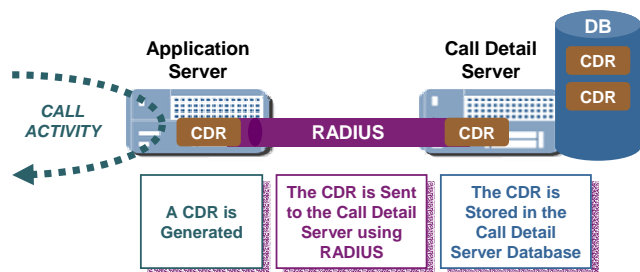 Application
Server
Call Detail
Server
DB
CDR
CDR
CALL
ACTIVITY
CDR
RADIUS
CDR
A CDR is
Generated
The CDR is Sent
to the Call Detail
Server using
RADIUS
The CDR is
Stored in the
Call Detail
Server Database